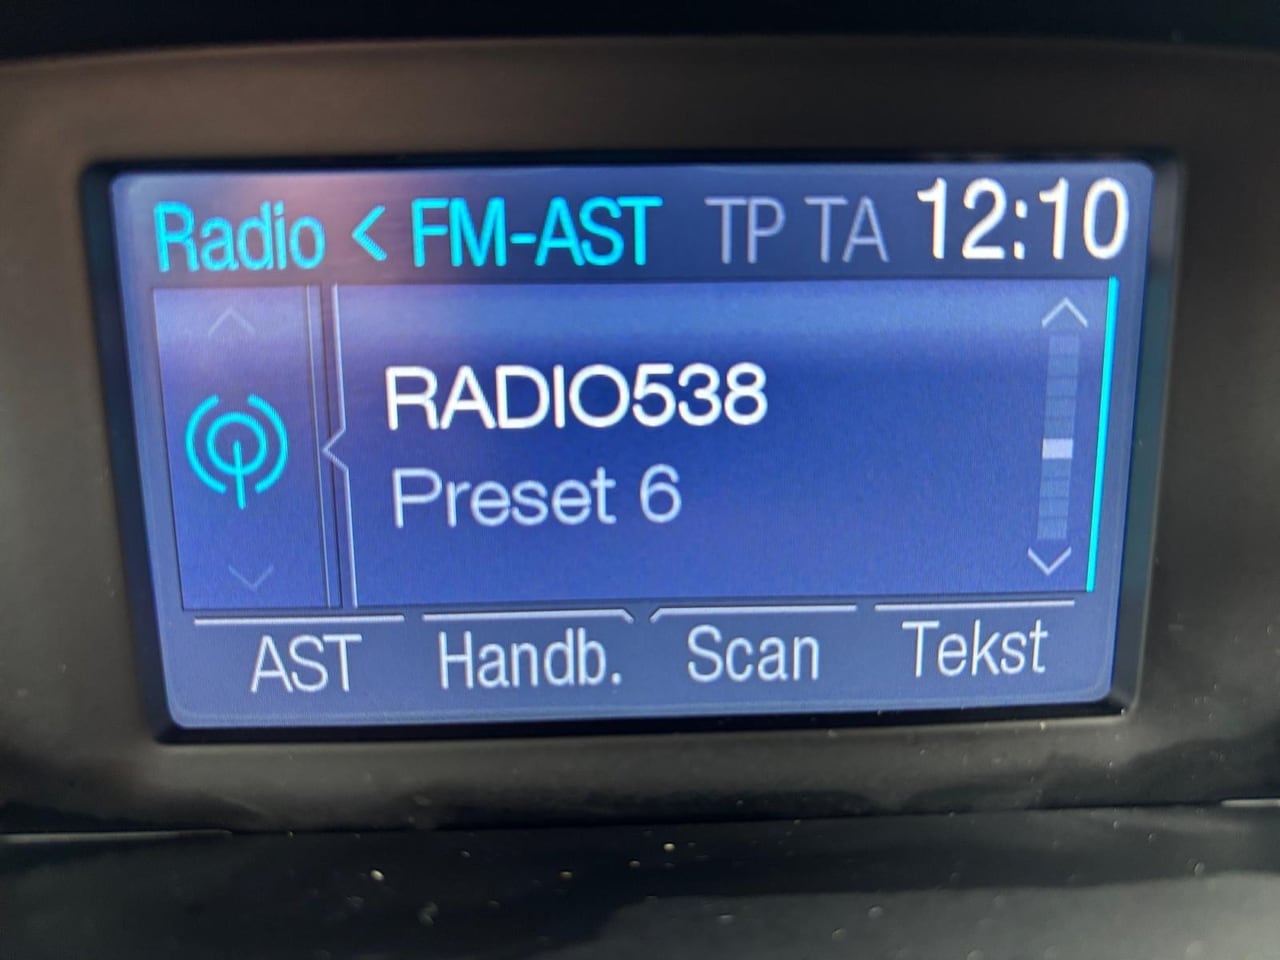 Radio < FM-AST TP TA 12:10
RADIO538
Preset 6
AST Handb. Scan Tekst